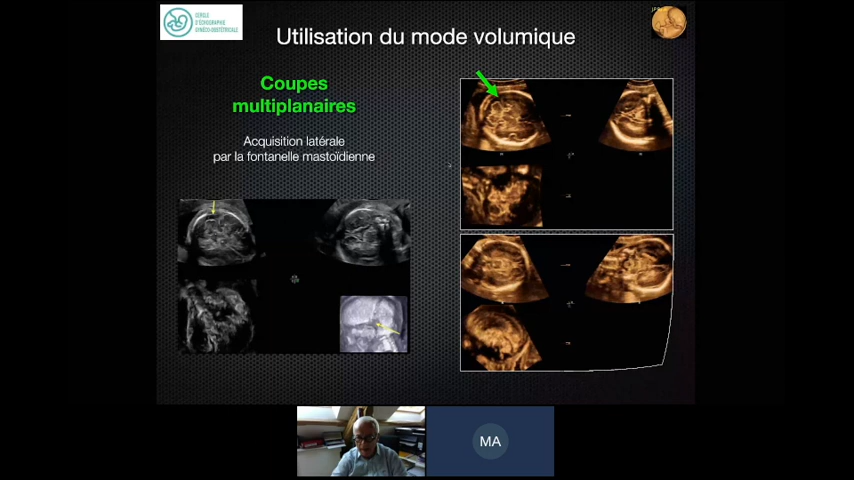 CERCLE
D'ÉCHOGRAPHIE
GYNÉCO-OBSTÉTRICALE
Utilisation du mode volumique
Coupes
multiplanaires
Acquisition latérale
par la fontanelle mastoïdienne
MA